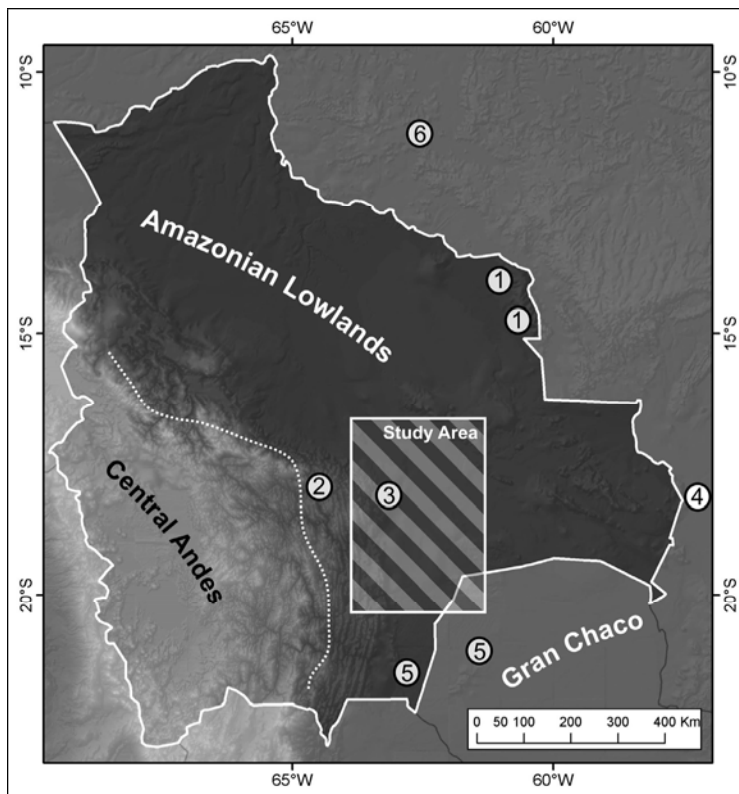 65°W 60°W
10°S 10°S
6
Amazonian Lowlands
1
1
15°S 15°S
Study Area
2
3
4
Central Andes
20°S 20°S
5
5
Gran Chaco
0 50 100 200 300 400 Km
65°W 60°W